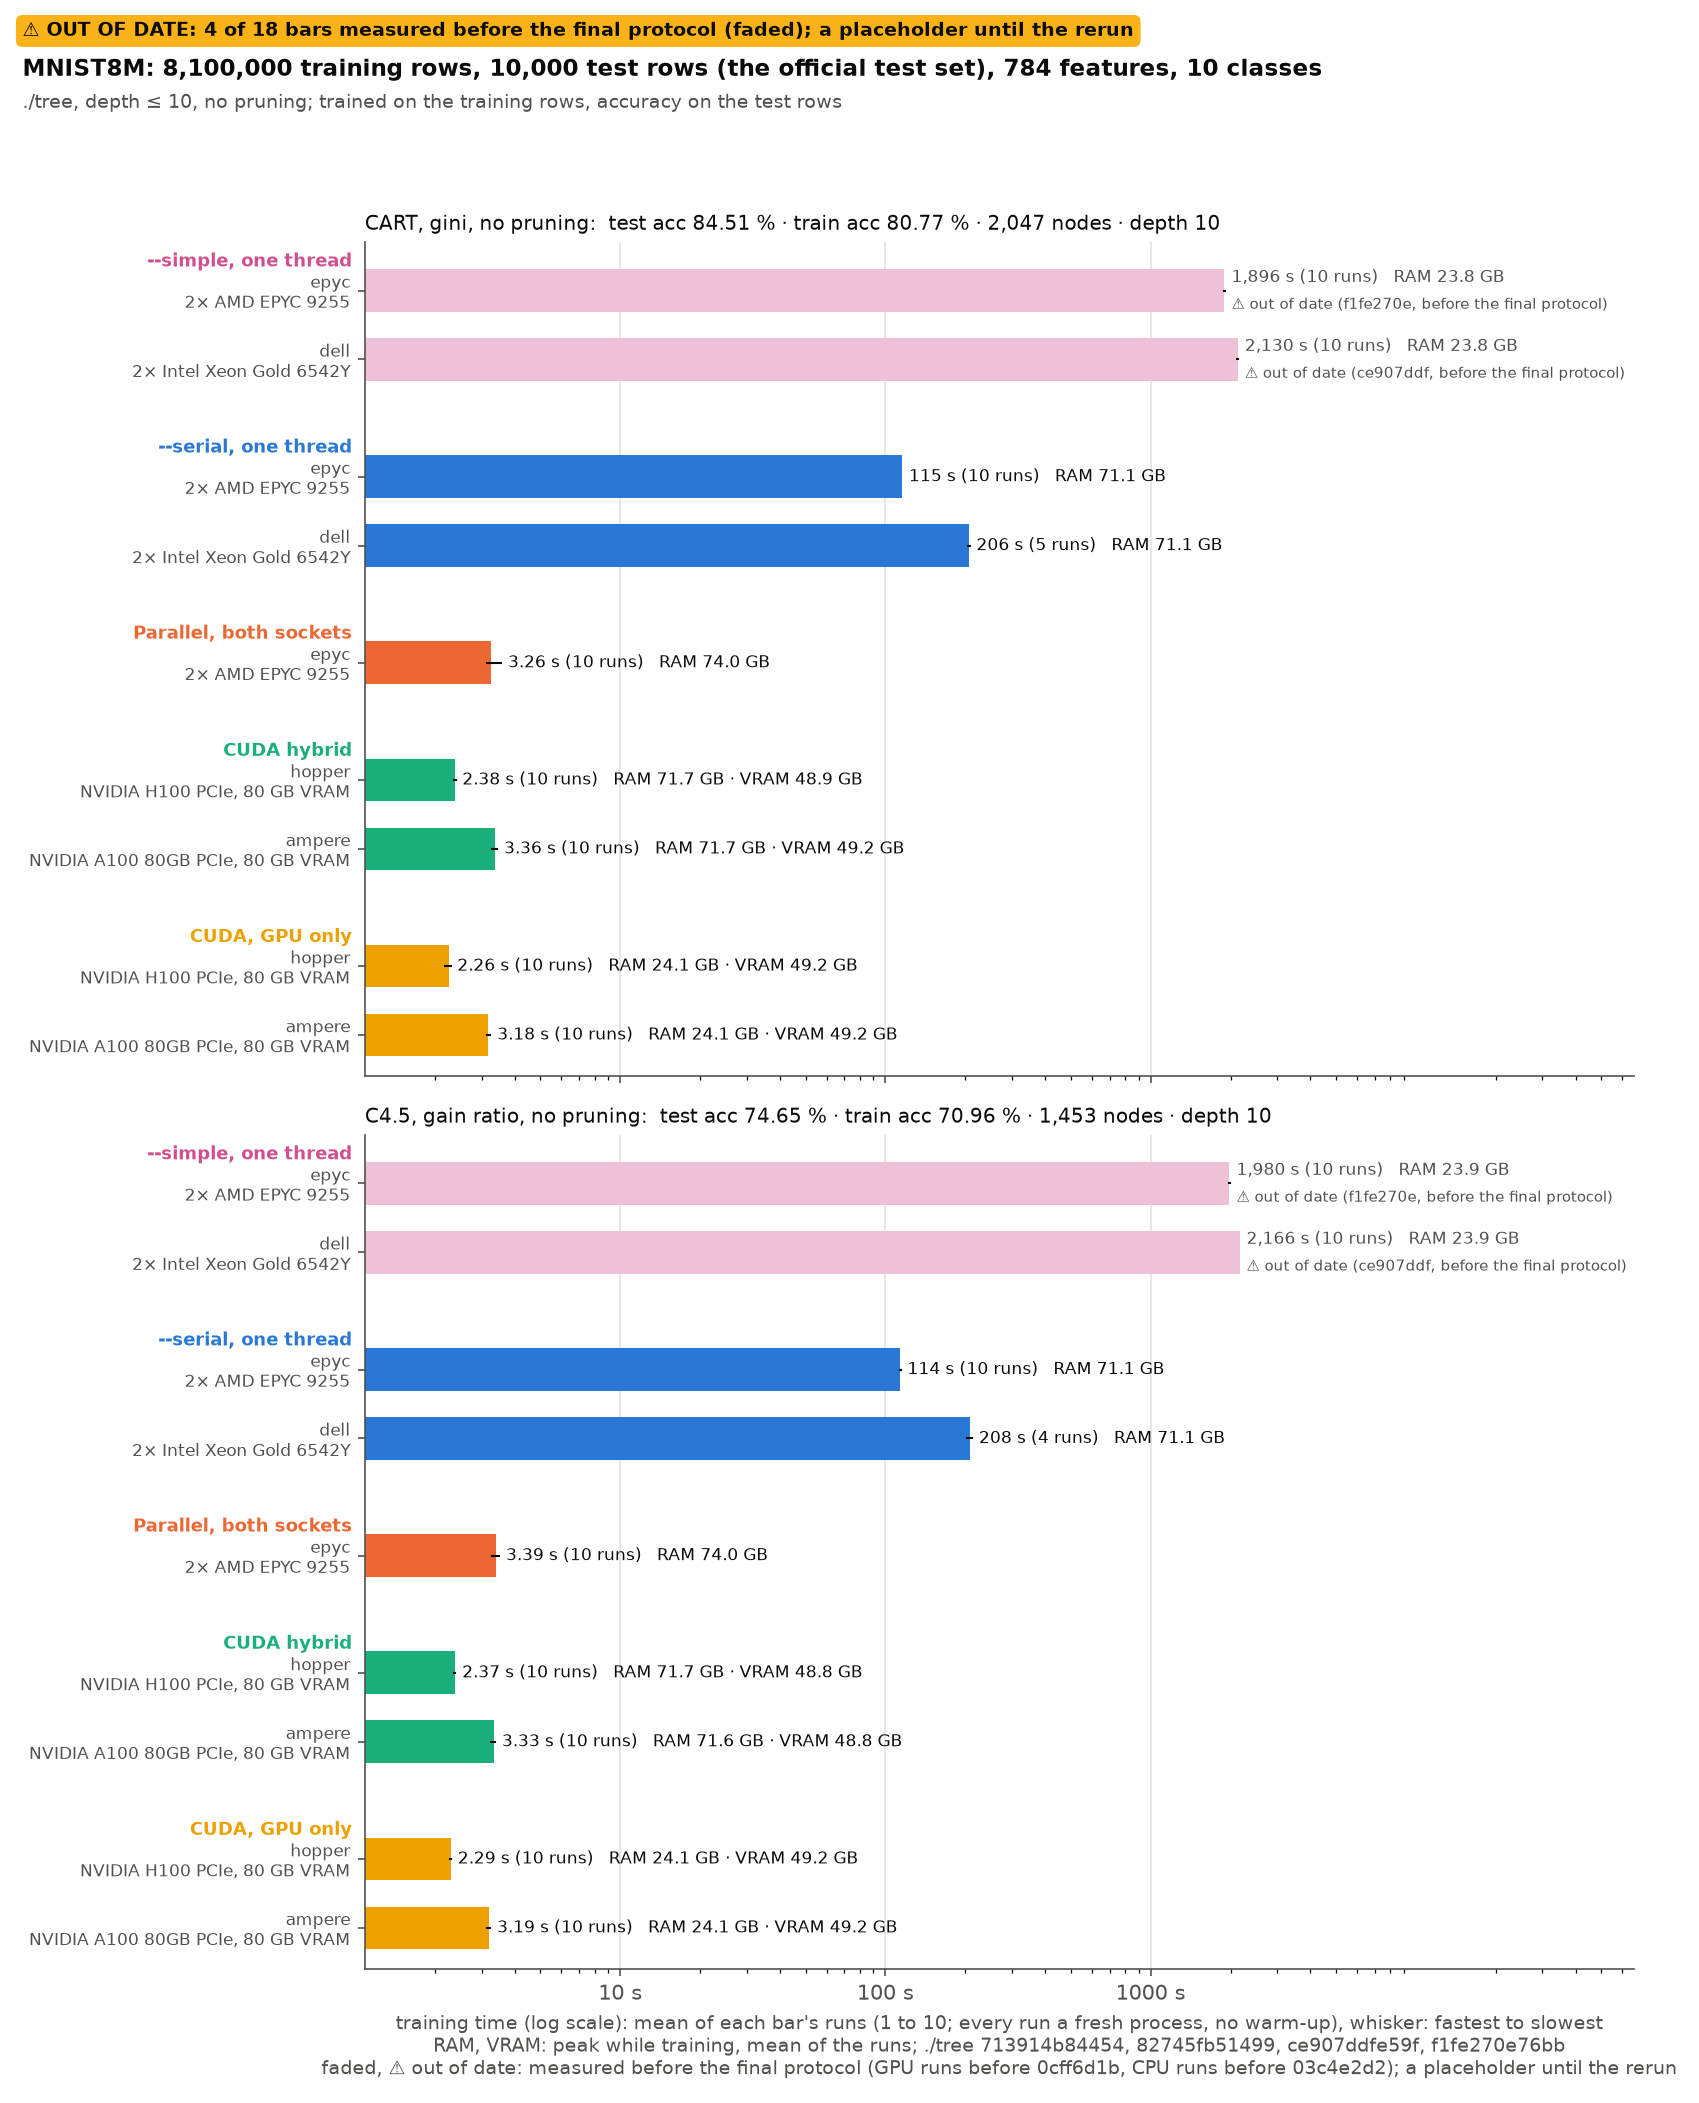 ⚠ OUT OF DATE: 4 of 18 bars measured before the final protocol (faded); a placeholder until the rerun
MNIST8M: 8,100,000 training rows, 10,000 test rows (the official test set), 784 features, 10 classes
./tree, depth ≤ 10, no pruning; trained on the training rows, accuracy on the test rows
CART, gini, no pruning:  test acc 84.51 % · train acc 80.77 % · 2,047 nodes · depth 10
--simple, one thread
epyc
2× AMD EPYC 9255
1,896 s (10 runs)   RAM 23.8 GB
⚠ out of date (f1fe270e, before the final protocol)
dell
2× Intel Xeon Gold 6542Y
2,130 s (10 runs)   RAM 23.8 GB
⚠ out of date (ce907ddf, before the final protocol)
--serial, one thread
epyc
2× AMD EPYC 9255
115 s (10 runs)   RAM 71.1 GB
dell
2× Intel Xeon Gold 6542Y
206 s (5 runs)   RAM 71.1 GB
Parallel, both sockets
epyc
2× AMD EPYC 9255
3.26 s (10 runs)   RAM 74.0 GB
CUDA hybrid
hopper
NVIDIA H100 PCIe, 80 GB VRAM
2.38 s (10 runs)   RAM 71.7 GB · VRAM 48.9 GB
ampere
NVIDIA A100 80GB PCIe, 80 GB VRAM
3.36 s (10 runs)   RAM 71.7 GB · VRAM 49.2 GB
CUDA, GPU only
hopper
NVIDIA H100 PCIe, 80 GB VRAM
2.26 s (10 runs)   RAM 24.1 GB · VRAM 49.2 GB
ampere
NVIDIA A100 80GB PCIe, 80 GB VRAM
3.18 s (10 runs)   RAM 24.1 GB · VRAM 49.2 GB
C4.5, gain ratio, no pruning:  test acc 74.65 % · train acc 70.96 % · 1,453 nodes · depth 10
--simple, one thread
epyc
2× AMD EPYC 9255
1,980 s (10 runs)   RAM 23.9 GB
⚠ out of date (f1fe270e, before the final protocol)
dell
2× Intel Xeon Gold 6542Y
2,166 s (10 runs)   RAM 23.9 GB
⚠ out of date (ce907ddf, before the final protocol)
--serial, one thread
epyc
2× AMD EPYC 9255
114 s (10 runs)   RAM 71.1 GB
dell
2× Intel Xeon Gold 6542Y
208 s (4 runs)   RAM 71.1 GB
Parallel, both sockets
epyc
2× AMD EPYC 9255
3.39 s (10 runs)   RAM 74.0 GB
CUDA hybrid
hopper
NVIDIA H100 PCIe, 80 GB VRAM
2.37 s (10 runs)   RAM 71.7 GB · VRAM 48.8 GB
ampere
NVIDIA A100 80GB PCIe, 80 GB VRAM
3.33 s (10 runs)   RAM 71.6 GB · VRAM 48.8 GB
CUDA, GPU only
hopper
NVIDIA H100 PCIe, 80 GB VRAM
2.29 s (10 runs)   RAM 24.1 GB · VRAM 49.2 GB
ampere
NVIDIA A100 80GB PCIe, 80 GB VRAM
3.19 s (10 runs)   RAM 24.1 GB · VRAM 49.2 GB
10 s
100 s
1000 s
training time (log scale): mean of each bar's runs (1 to 10; every run a fresh process, no warm-up), whisker: fastest to slowest
RAM, VRAM: peak while training, mean of the runs; ./tree 713914b84454, 82745fb51499, ce907ddfe59f, f1fe270e76bb
faded, ⚠ out of date: measured before the final protocol (GPU runs before 0cff6d1b, CPU runs before 03c4e2d2); a placeholder until the rerun